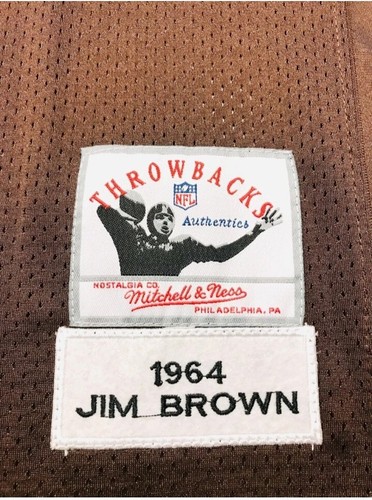 THROWBACKS
NFL
Authentics
NOSTALGIA CO.
Mitchell & Ness
PHILADELPHIA, PA
1964
JIM BROWN